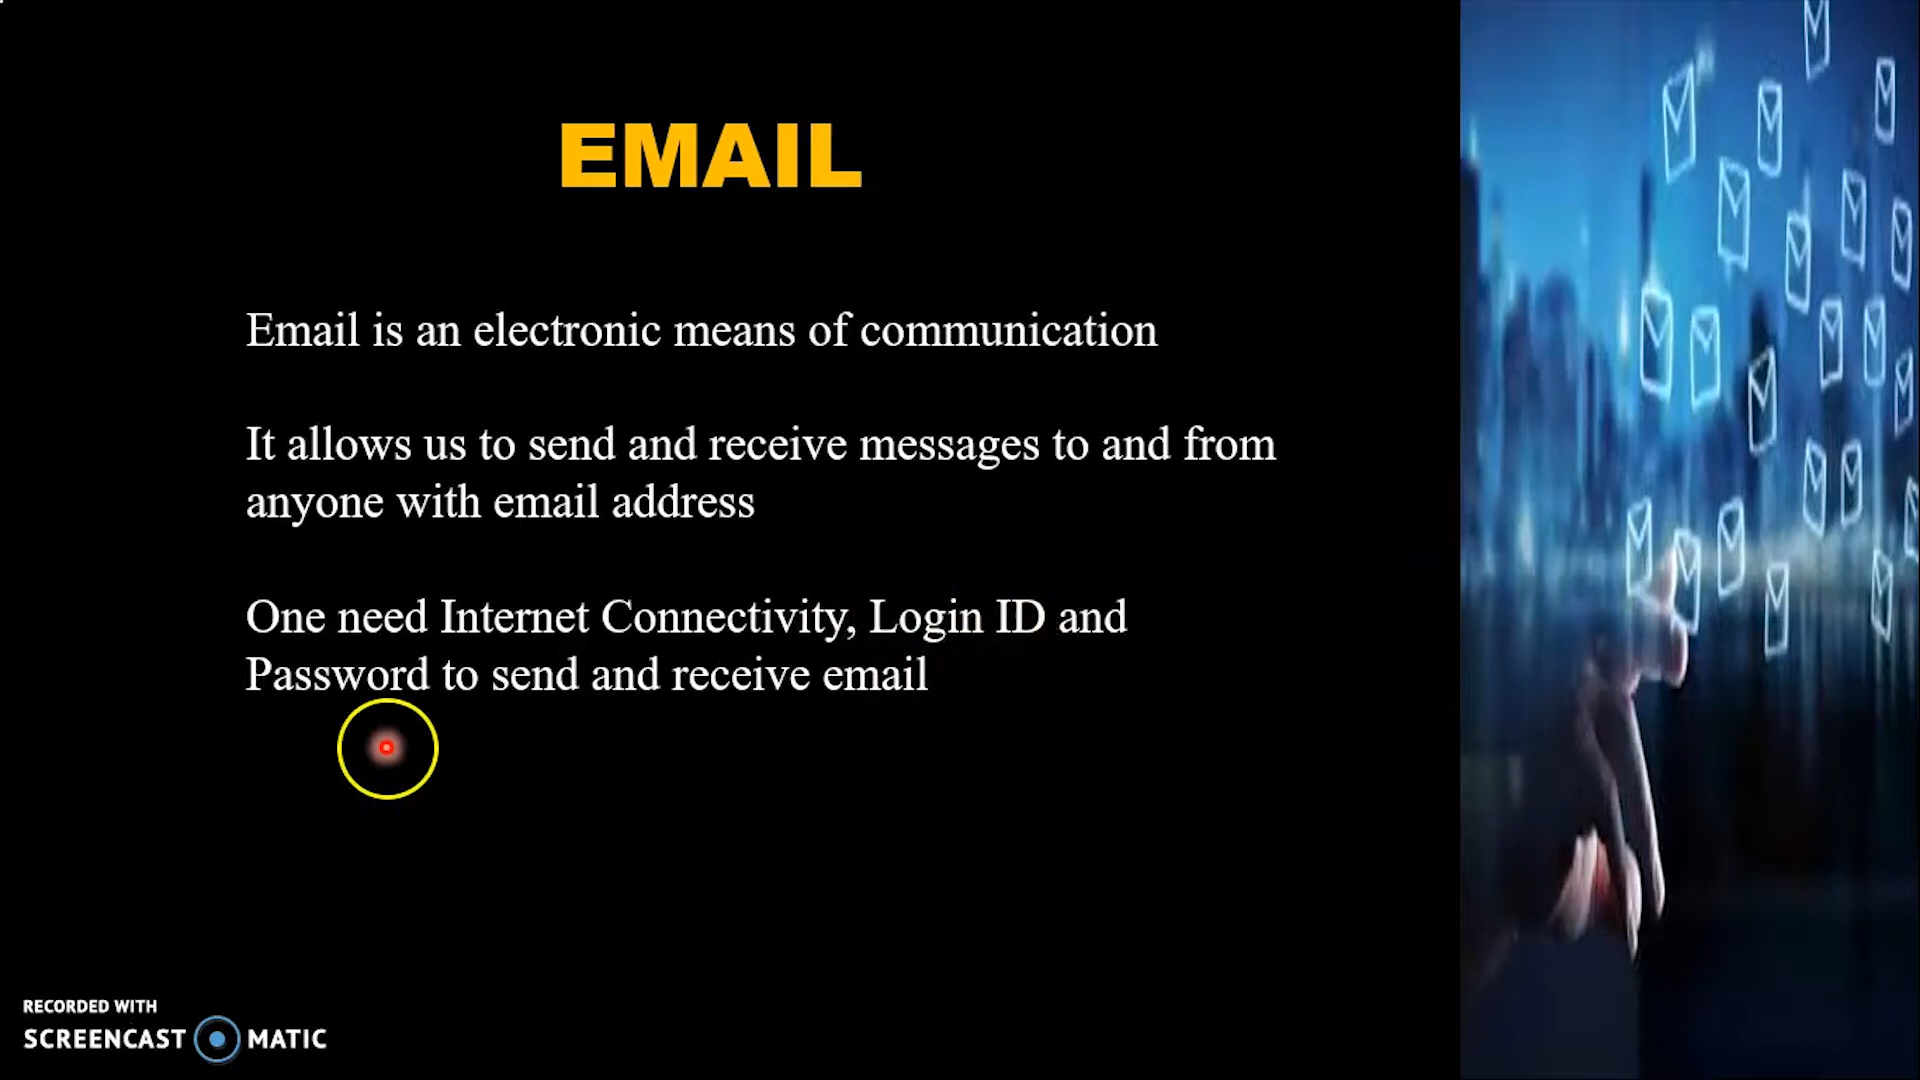 EMAIL
Email is an electronic means of communication
It allows us to send and receive messages to and from
anyone with email address
One need Internet Connectivity, Login ID and
Password to send and receive email
RECORDED WITH
SCREENCAST MATIC